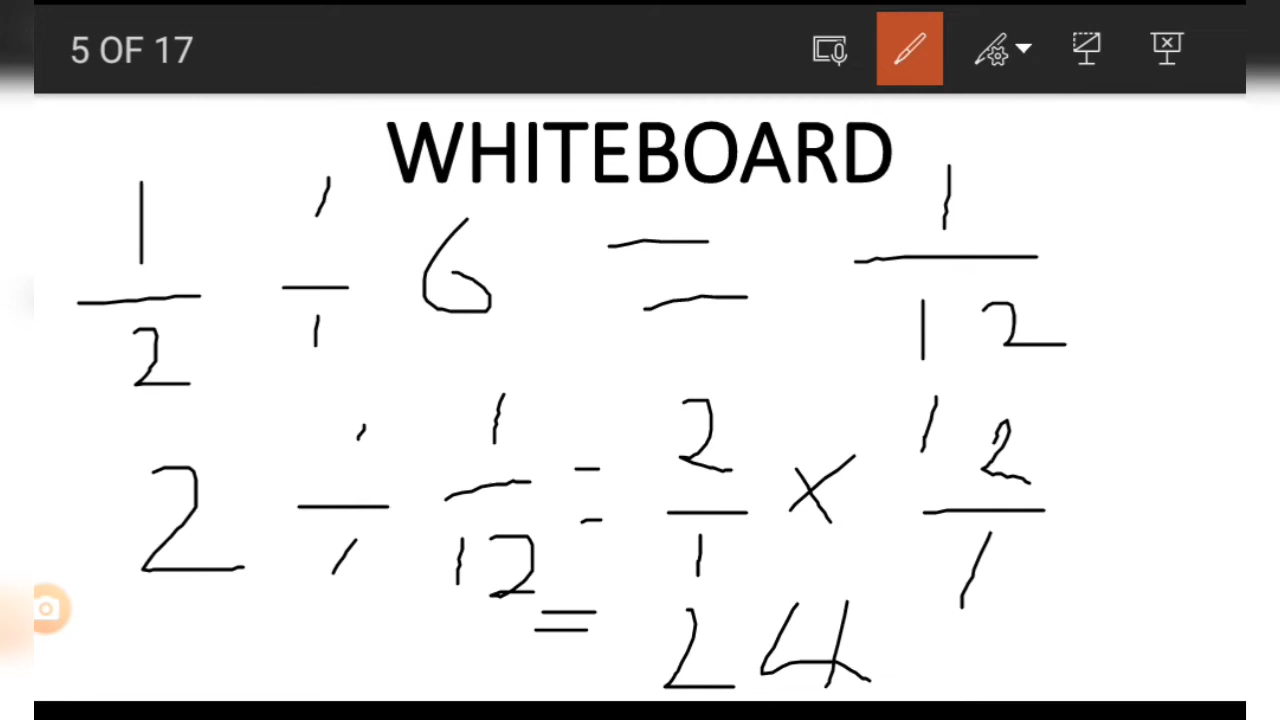 5 OF 17
WHITEBOARD
1/2 ÷ 6 = 1/12
2 ÷ 1/12 = 2/1 × 12/1
= 24